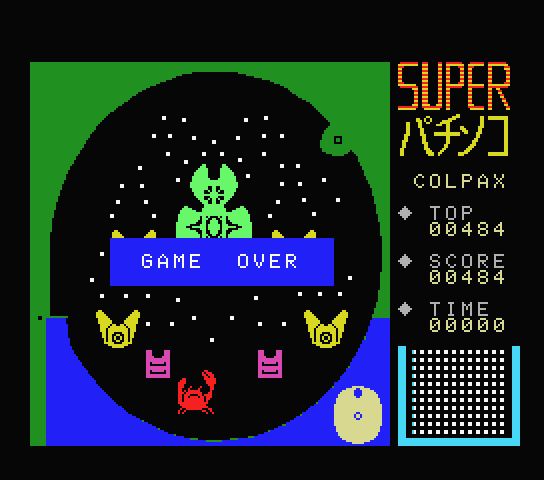 SUPER
パチンコ
COLPAX
TOP
00484
SCORE
00484
TIME
00000
GAME OVER